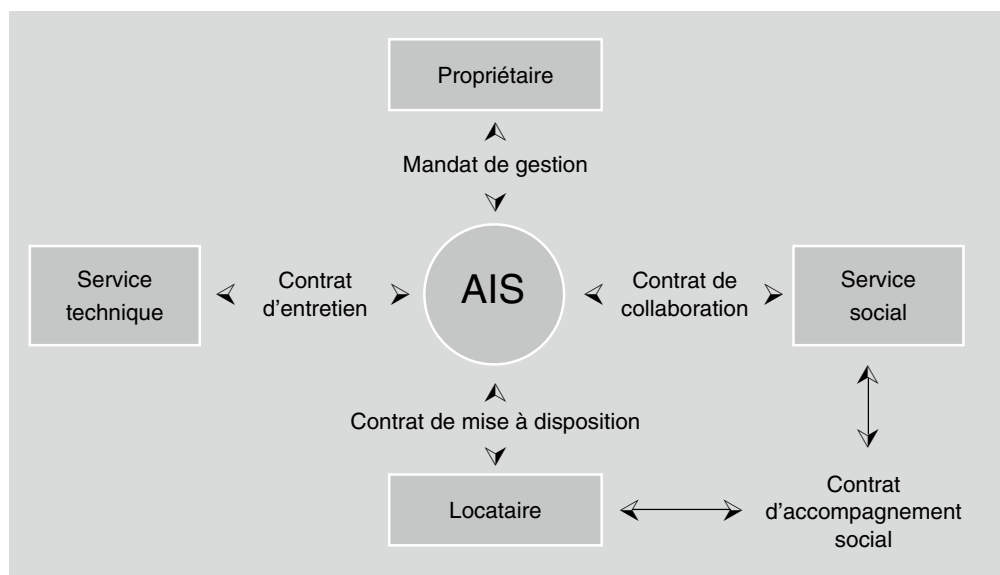 Propriétaire
Mandat de gestion
Service
technique
Contrat
d'entretien
AIS
Contrat de
collaboration
Service
social
Contrat de mise à disposition
Locataire
Contrat
d'accompagnement
social